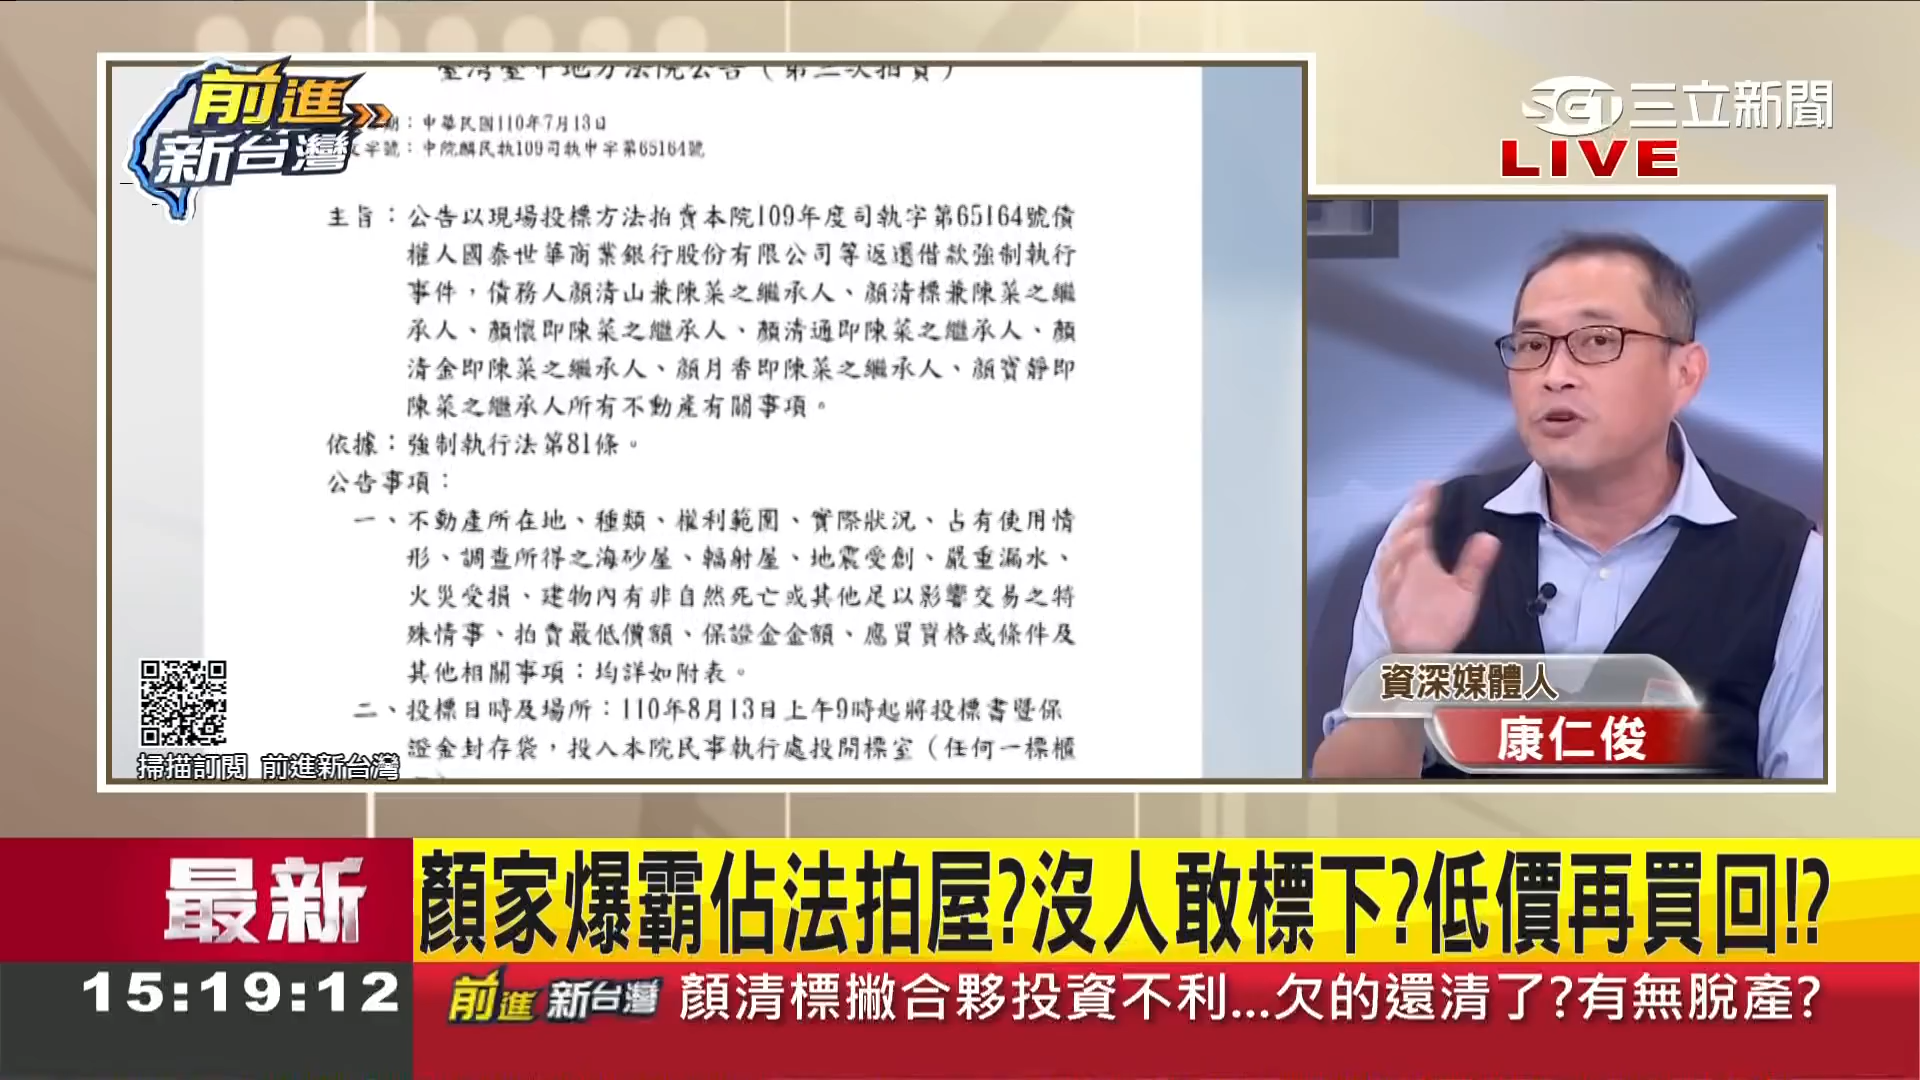 臺灣臺中地方法院公告(第三次拍賣)
期:中華民國110年7月13日
文字號:中院麟民執109司執申字第65164號
主旨:公告以現場投標方法拍賣本院109年度司執字第65164號債
權人國泰世華商業銀行股份有限公司等返還借款強制執行
事件,債務人顏清山兼陳菜之繼承人、顏清標兼陳菜之繼
承人、顏懷即陳菜之繼承人、顏清通即陳菜之繼承人、顏
清金即陳菜之繼承人、顏月香即陳菜之繼承人、顏寶靜即
陳菜之繼承人所有不動產有關事項。
依據:強制執行法第81條。
公告事項:
一、不動產所在地、種類、權利範圍、實際狀況、占有使用情
形、調查所得之海砂屋、輻射屋、地震受創、嚴重漏水、
火災受損、建物內有非自然死亡或其他足以影響交易之特
殊情事、拍賣最低價額、保證金金額、應買資格或條件及
其他相關事項:均詳如附表。
二、投標日時及場所:110年8月13日上午9時起將投標書暨保
證金封存袋,投入本院民事執行處投開標室(任何一標櫃
前進
新台灣
掃描訂閱 前進新台灣
SET三立新聞
LIVE
資深媒體人
康仁俊
最新
顏家爆霸佔法拍屋?沒人敢標下?低價再買回!?
15:19:12
前進新台灣 顏清標撇合夥投資不利...欠的還清了?有無脫產?